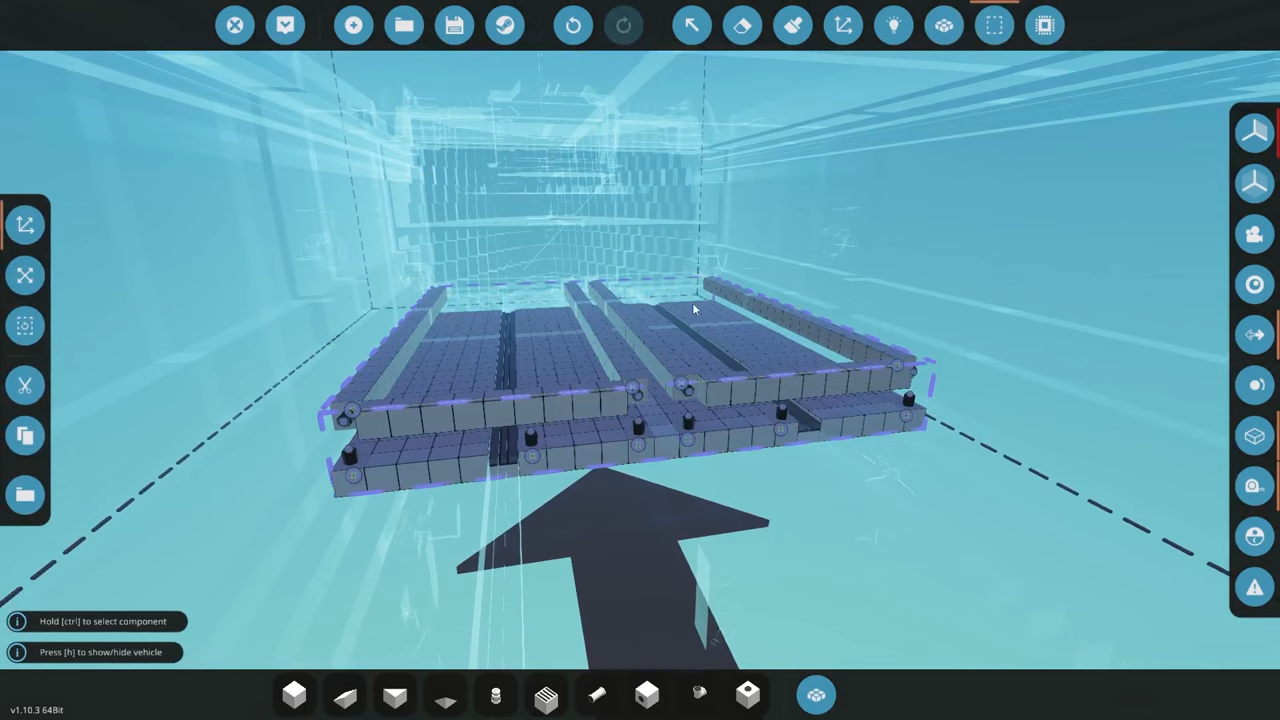 Hold [ctrl] to select component
Press [h] to show/hide vehicle
v1.10.3 64Bit